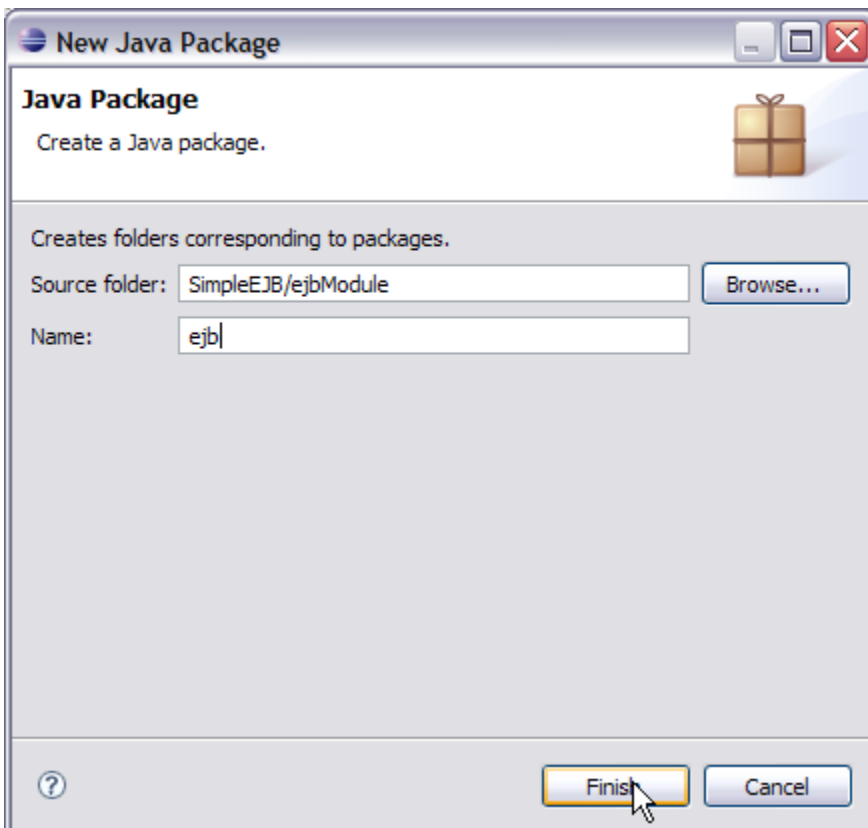 New Java Package
Java Package
Create a Java package.
Creates folders corresponding to packages.
Source folder: SimpleEJB/ejbModule Browse...
Name: ejb
? Finish Cancel